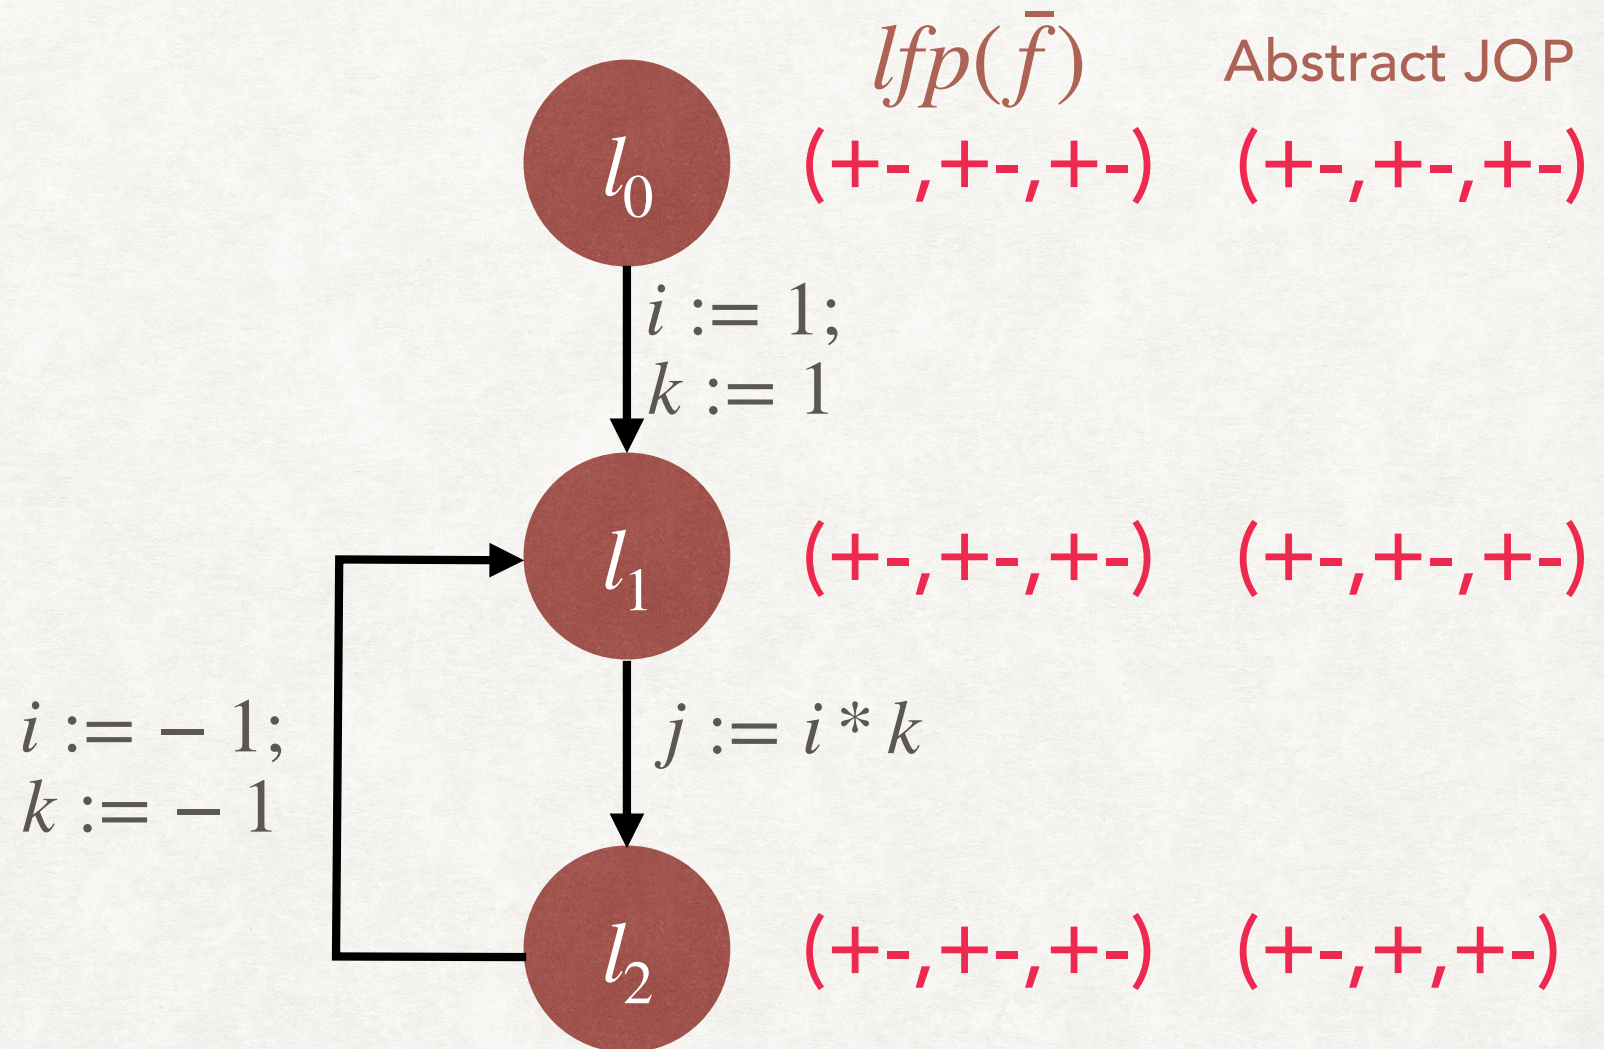 lfp(f̄) Abstract JOP
l₀ (+-,+-,+-) (+-,+-,+-)
i := 1;
k := 1
l₁ (+-,+-,+-) (+-,+-,+-)
i := − 1;
k := − 1
j := i * k
l₂ (+-,+-,+-) (+-,+,+-)